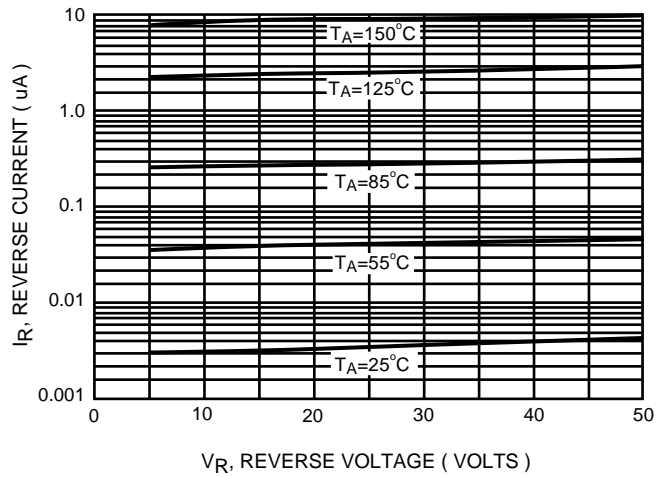 10
1.0
0.1
0.01
0.001
IR, REVERSE CURRENT ( uA )
TA=150°C
TA=125°C
TA=85°C
TA=55°C
TA=25°C
0 10 20 30 40 50
VR, REVERSE VOLTAGE ( VOLTS )